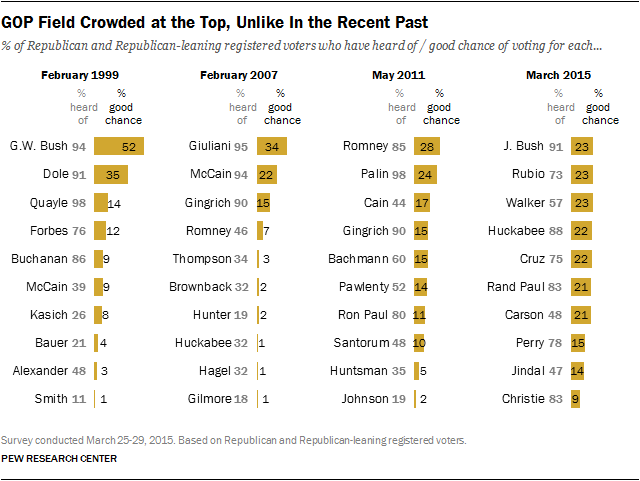 GOP Field Crowded at the Top, Unlike In the Recent Past
% of Republican and Republican-leaning registered voters who have heard of / good chance of voting for each...
February 1999
% heard of
% good chance
G.W. Bush 94 52
Dole 91 35
Quayle 98 14
Forbes 76 12
Buchanan 86 9
McCain 39 9
Kasich 26 8
Bauer 21 4
Alexander 48 3
Smith 11 1
February 2007
% heard of
% good chance
Giuliani 95 34
McCain 94 22
Gingrich 90 15
Romney 46 7
Thompson 34 3
Brownback 32 2
Hunter 19 2
Huckabee 32 1
Hagel 32 1
Gilmore 18 1
May 2011
% heard of
% good chance
Romney 85 28
Palin 98 24
Cain 44 17
Gingrich 90 15
Bachmann 60 15
Pawlenty 52 14
Ron Paul 80 11
Santorum 48 10
Huntsman 35 5
Johnson 19 2
March 2015
% heard of
% good chance
J. Bush 91 23
Rubio 73 23
Walker 57 23
Huckabee 88 22
Cruz 75 22
Rand Paul 83 21
Carson 48 21
Perry 78 15
Jindal 47 14
Christie 83 9
Survey conducted March 25-29, 2015. Based on Republican and Republican-leaning registered voters.
PEW RESEARCH CENTER